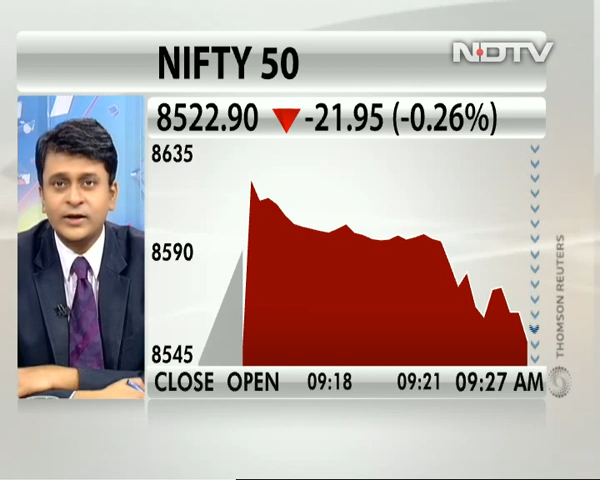 NIFTY 50
NDTV
8522.90 ▼ -21.95 (-0.26%)
8635
8590
8545
CLOSE OPEN 09:18 09:21 09:27 AM
THOMSON REUTERS